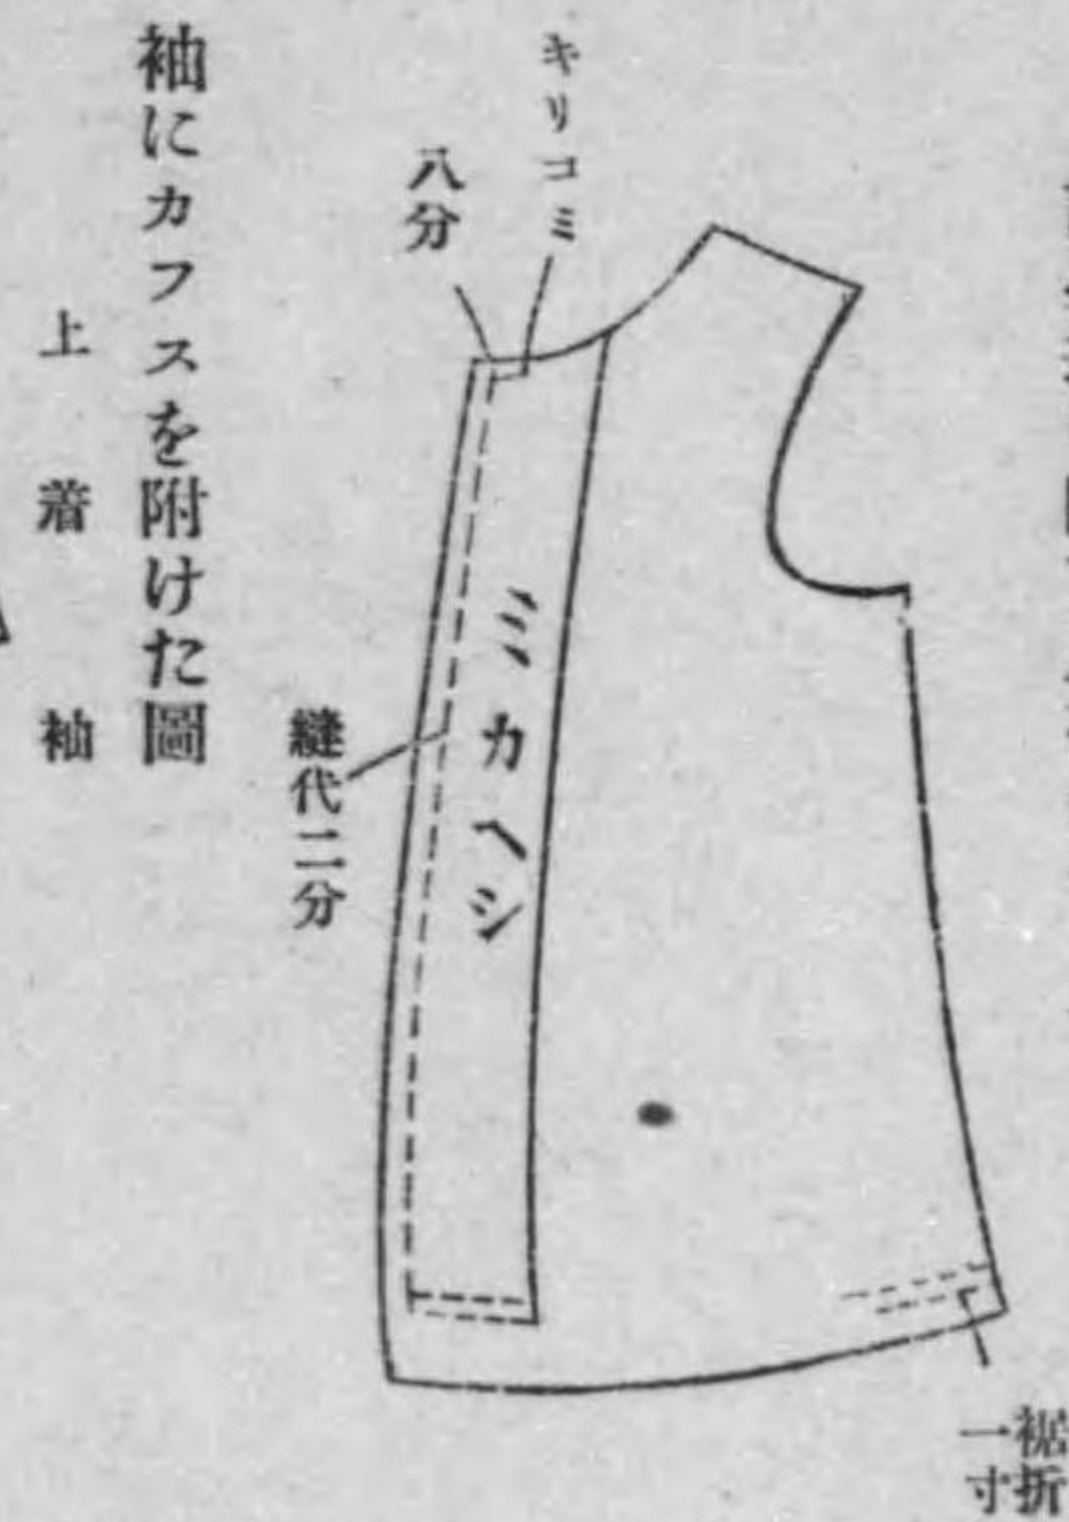 裾折
一寸
キリコミ
八分
ミカヘシ
縫代二分
袖にカフスを附けた圖
上着袖